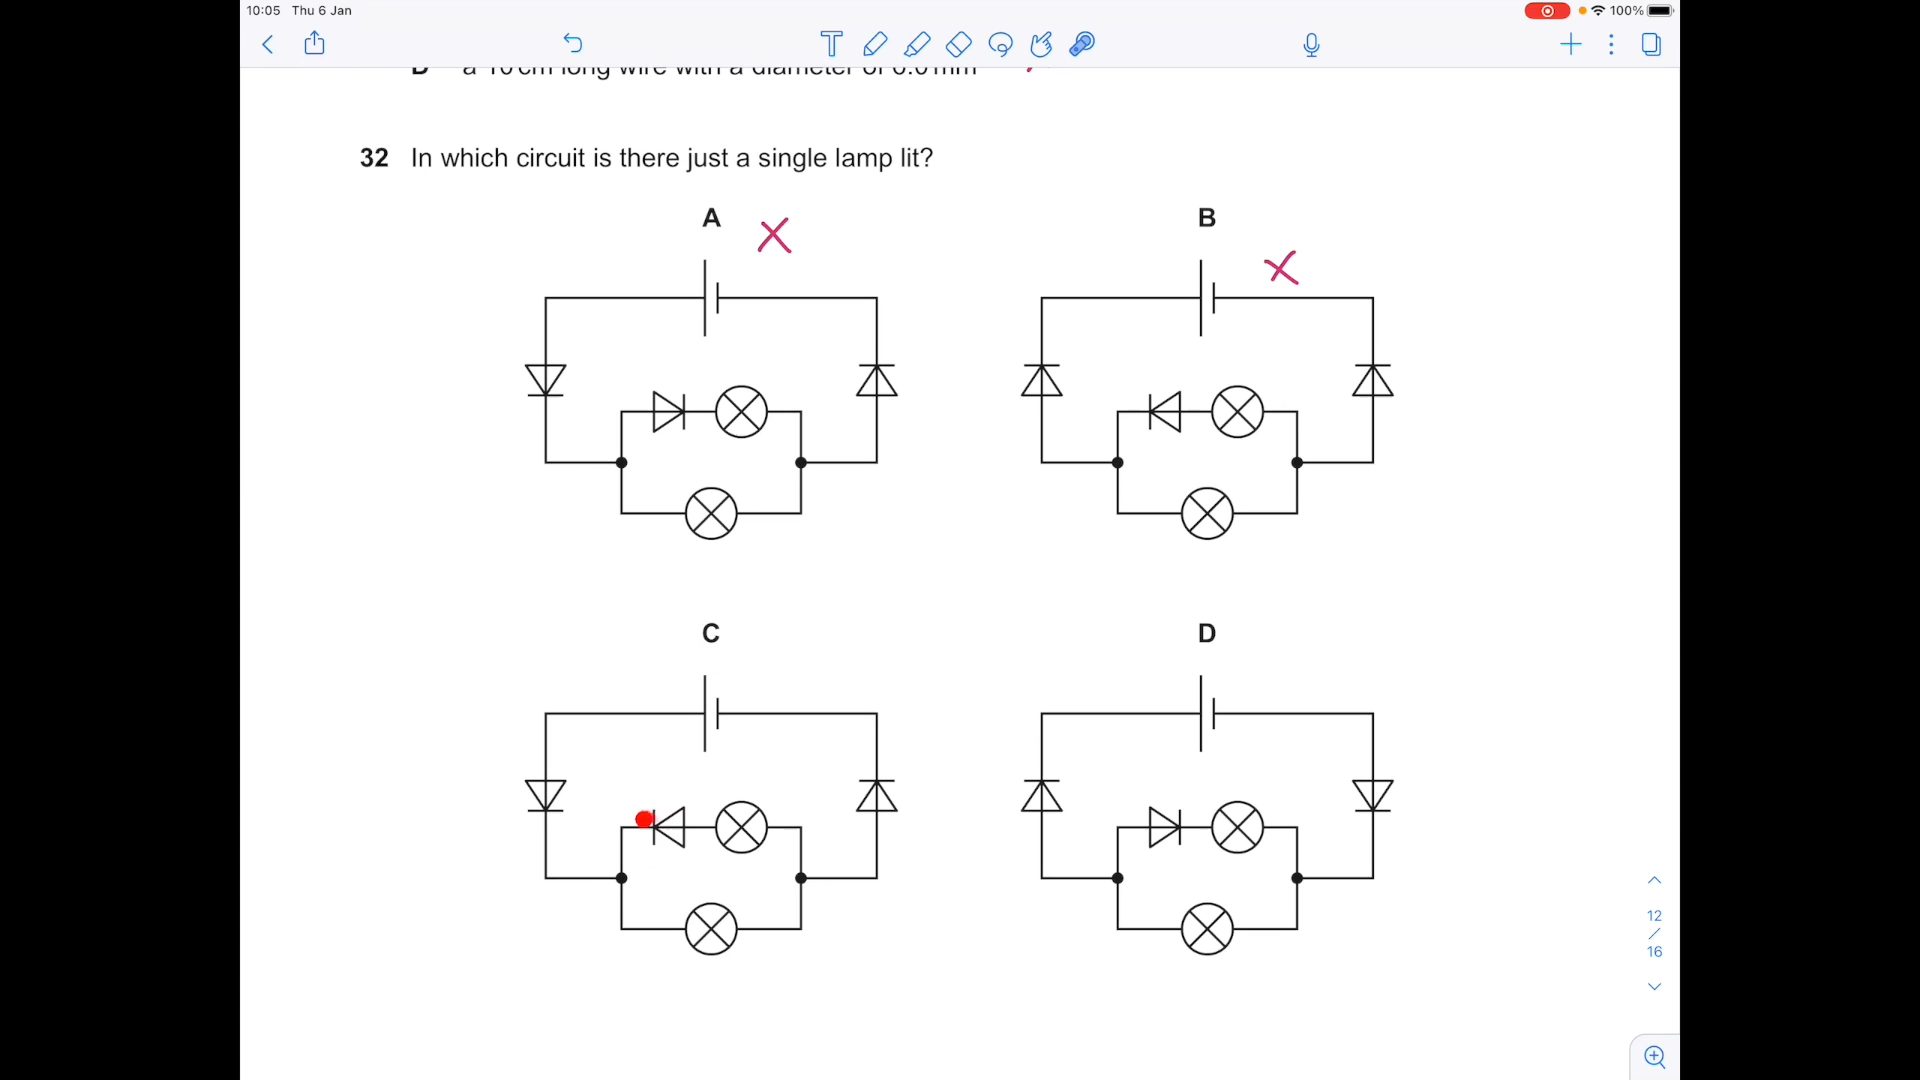 10:05 Thu 6 Jan
100%
32 In which circuit is there just a single lamp lit?
A
B
C
D
12
16